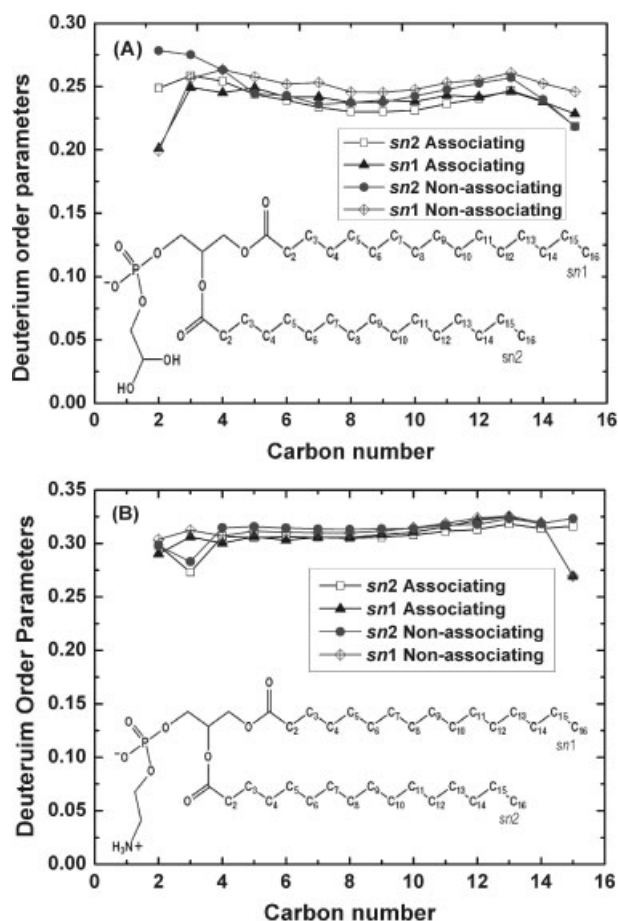 (A)
Deuterium order parameters
0.30
0.25
0.20
0.15
0.10
0.05
0.00
sn2 Associating
sn1 Associating
sn2 Non-associating
sn1 Non-associating
O
C3 C5 C7 C9 C11 C13 C15
O O O
C2 C4 C6 C8 C10 C12 C14 C16
sn1
P
-O
O O
C3 C5 C7 C9 C11 C13 C15
O
C2 C4 C6 C8 C10 C12 C14 C16
sn2
OH
HO
0 2 4 6 8 10 12 14 16
Carbon number
(B)
Deuteruim Order Parameters
0.35
0.30
0.25
0.20
0.15
0.10
0.05
0.00
sn2 Associating
sn1 Associating
sn2 Non-associating
sn1 Non-associating
O
C3 C5 C7 C9 C11 C13 C15
O O O
C2 C4 C6 C8 C10 C12 C14 C16
sn1
P
-O
O O
C3 C5 C7 C9 C11 C13 C15
O
C2 C4 C6 C8 C10 C12 C14 C16
sn2
H3N+
0 2 4 6 8 10 12 14 16
Carbon number